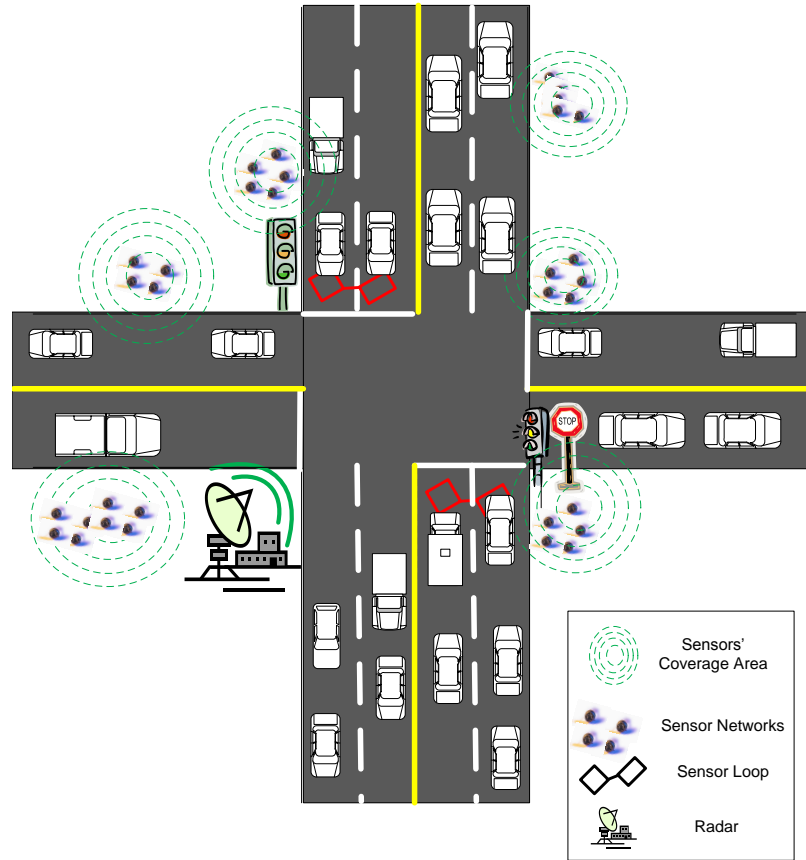 STOP
Sensors'
Coverage Area
Sensor Networks
Sensor Loop
Radar